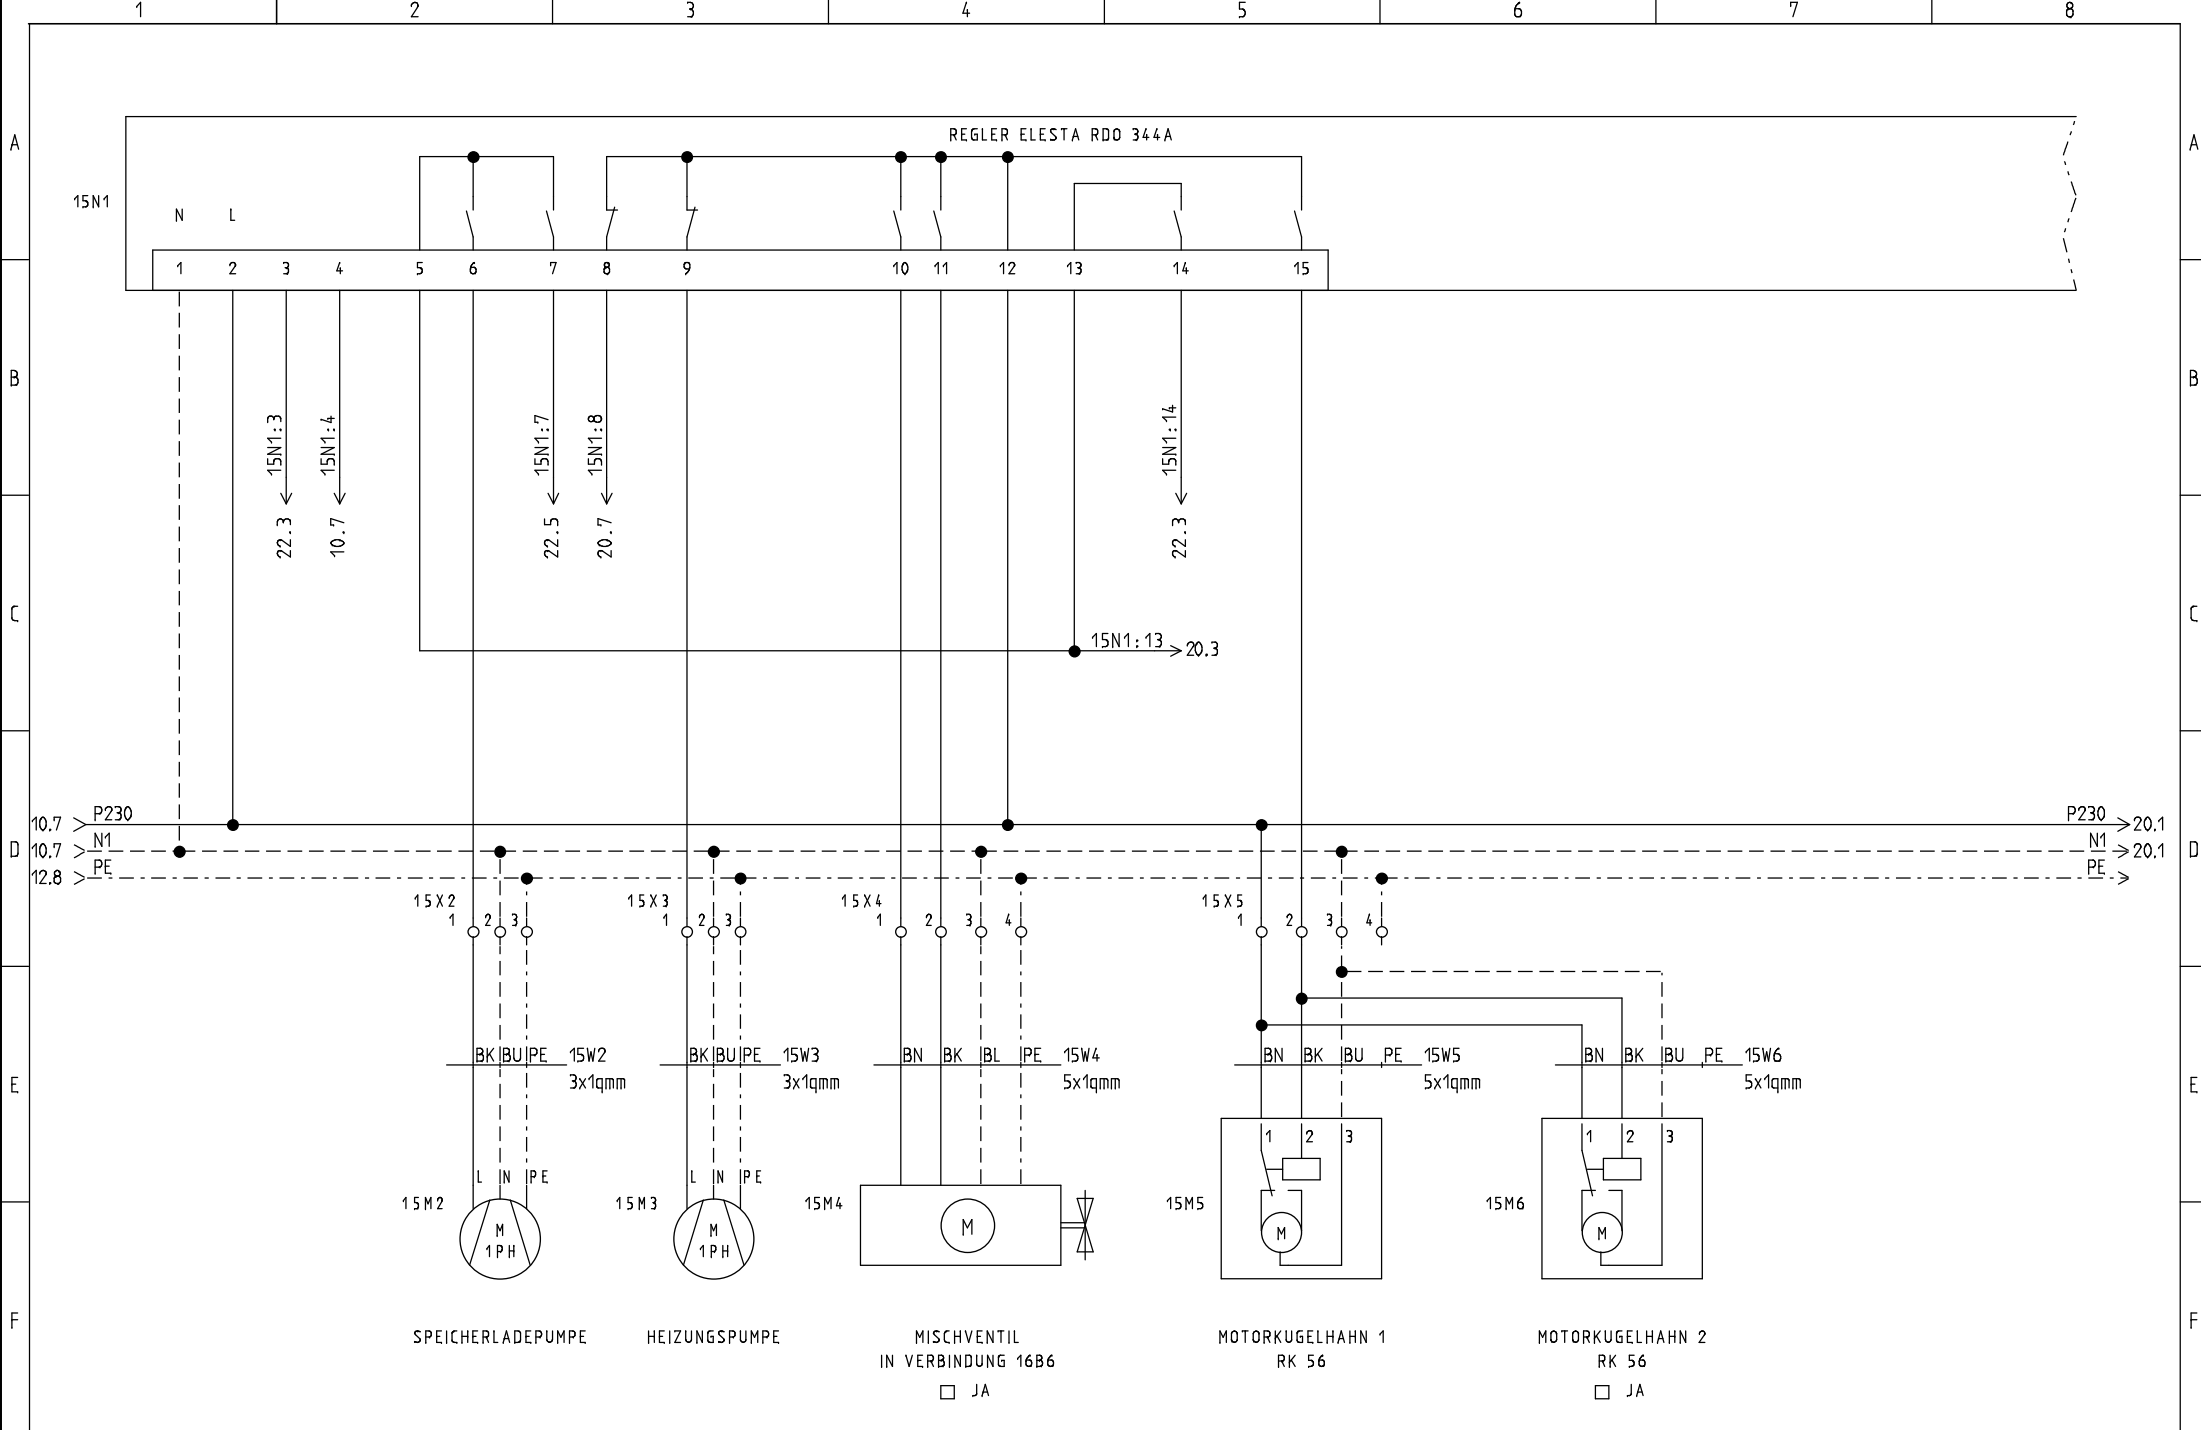 1 2 3 4 5 6 7 8
A REGLER ELESTA RDO 344A A
15N1
N L
1 2 3 4 5 6 7 8 9 10 11 12 13 14 15
B B
15N1:3 15N1:4 15N1:7 15N1:8 15N1:14
22.3 10.7 22.5 20.7 22.3
C C
15N1:13 20.3
10.7 P230 P230 20.1
D 10.7 N1 N1 20.1 D
12.8 PE PE
15X2 15X3 15X4 15X5
1 2 3 1 2 3 1 2 3 4 1 2 3 4
BK BU PE 15W2 BK BU PE 15W3 BN BK BL PE 15W4 BN BK BU PE 15W5 BN BK BU PE 15W6
E 3x1qmm 3x1qmm 5x1qmm 5x1qmm 5x1qmm E
1 2 3 1 2 3
L N PE L N PE
15M2 15M3 15M4 15M5 15M6
M M M M M
1PH 1PH
F F
SPEICHERLADEPUMPE HEIZUNGSPUMPE MISCHVENTIL MOTORKUGELHAHN 1 MOTORKUGELHAHN 2
IN VERBINDUNG 16B6 RK 56 RK 56
JA JA